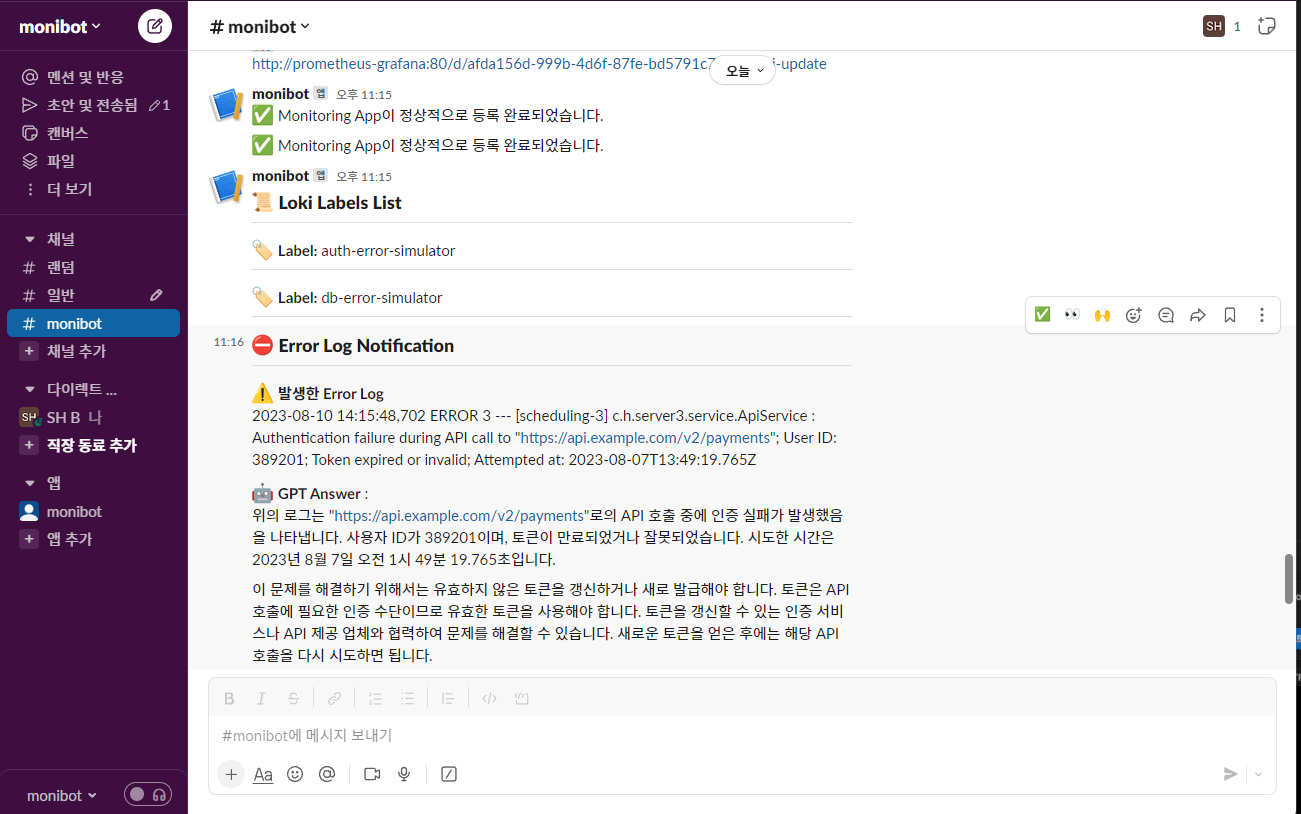 monibot
멘션 및 반응
초안 및 전송됨 1
캔버스
파일
더 보기
채널
# 랜덤
# 일반
# monibot
+ 채널 추가
다이렉트 ...
SH SH B 나
+ 직장 동료 추가
앱
monibot
+ 앱 추가
monibot
# monibot
SH 1
http://prometheus-grafana:80/d/afda156d-999b-4d6f-87fe-bd5791c7 i-update
오늘
monibot 앱 오후 11:15
✅ Monitoring App이 정상적으로 등록 완료되었습니다.
✅ Monitoring App이 정상적으로 등록 완료되었습니다.
monibot 앱 오후 11:15
📜 Loki Labels List
🏷️ Label: auth-error-simulator
🏷️ Label: db-error-simulator
11:16 ⛔ Error Log Notification
⚠️ 발생한 Error Log
2023-08-10 14:15:48,702 ERROR 3 --- [scheduling-3] c.h.server3.service.ApiService :
Authentication failure during API call to "https://api.example.com/v2/payments"; User ID:
389201; Token expired or invalid; Attempted at: 2023-08-07T13:49:19.765Z
🤖 GPT Answer :
위의 로그는 "https://api.example.com/v2/payments"로의 API 호출 중에 인증 실패가 발생했음
을 나타냅니다. 사용자 ID가 389201이며, 토큰이 만료되었거나 잘못되었습니다. 시도한 시간은
2023년 8월 7일 오전 1시 49분 19.765초입니다.
이 문제를 해결하기 위해서는 유효하지 않은 토큰을 갱신하거나 새로 발급해야 합니다. 토큰은 API
호출에 필요한 인증 수단이므로 유효한 토큰을 사용해야 합니다. 토큰을 갱신할 수 있는 인증 서비
스나 API 제공 업체와 협력하여 문제를 해결할 수 있습니다. 새로운 토큰을 얻은 후에는 해당 API
호출을 다시 시도하면 됩니다.
B I S
#monibot에 메시지 보내기
+ Aa